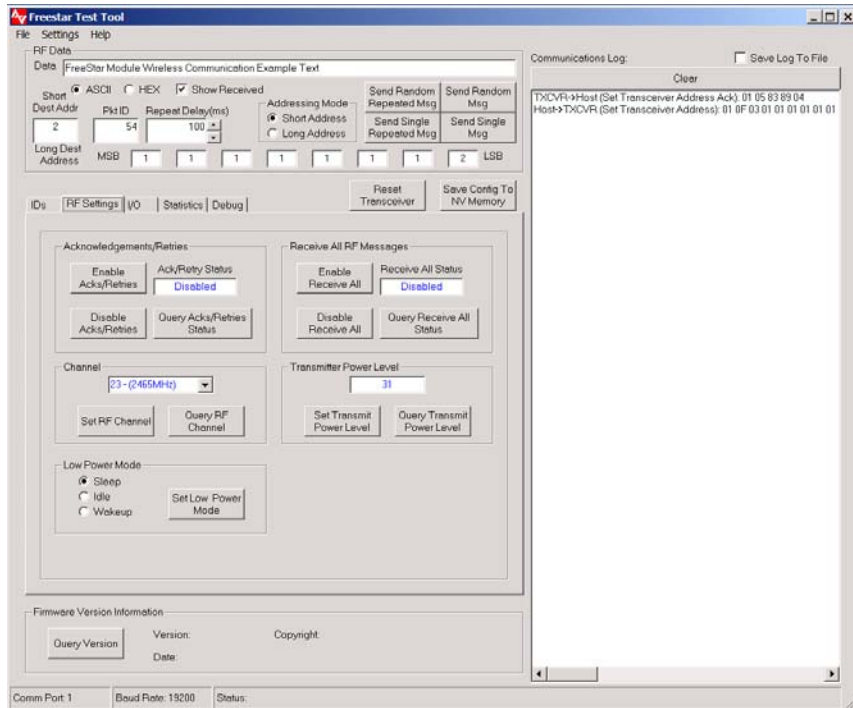 Freestar Test Tool
File Settings Help
RF Data
Data FreeStar Module Wireless Communication Example Text
ASCII HEX Show Received
Short Dest Addr
2
Pkt ID
54
Repeat Delay(ms)
100
Addressing Mode
Short Address
Long Address
Send Random Repeated Msg
Send Random Msg
Send Single Repeated Msg
Send Single Msg
Long Dest Address
MSB 1 1 1 1 1 1 1 2 LSB
Reset Transceiver
Save Config To NV Memory
IDs RF Settings I/O Statistics Debug
Acknowledgements/Retries
Enable Acks/Retries
Ack/Retry Status
Disabled
Disable Acks/Retries
Query Acks/Retries Status
Receive All RF Messages
Enable Receive All
Receive All Status
Disabled
Disable Receive All
Query Receive All Status
Channel
23 - (2465MHz)
Set RF Channel
Query RF Channel
Transmitter Power Level
31
Set Transmit Power Level
Query Transmit Power Level
Low Power Mode
Sleep
Idle
Wakeup
Set Low Power Mode
Firmware Version Information
Query Version
Version:
Copyright:
Date:
Comm Port: 1 Baud Rate: 19200 Status:
Communications Log:
Save Log To File
Clear
TXCVR->Host (Set Transceiver Address Ack): 01 05 83 89 04
Host->TXCVR (Set Transceiver Address): 01 0F 03 01 01 01 01 01 01